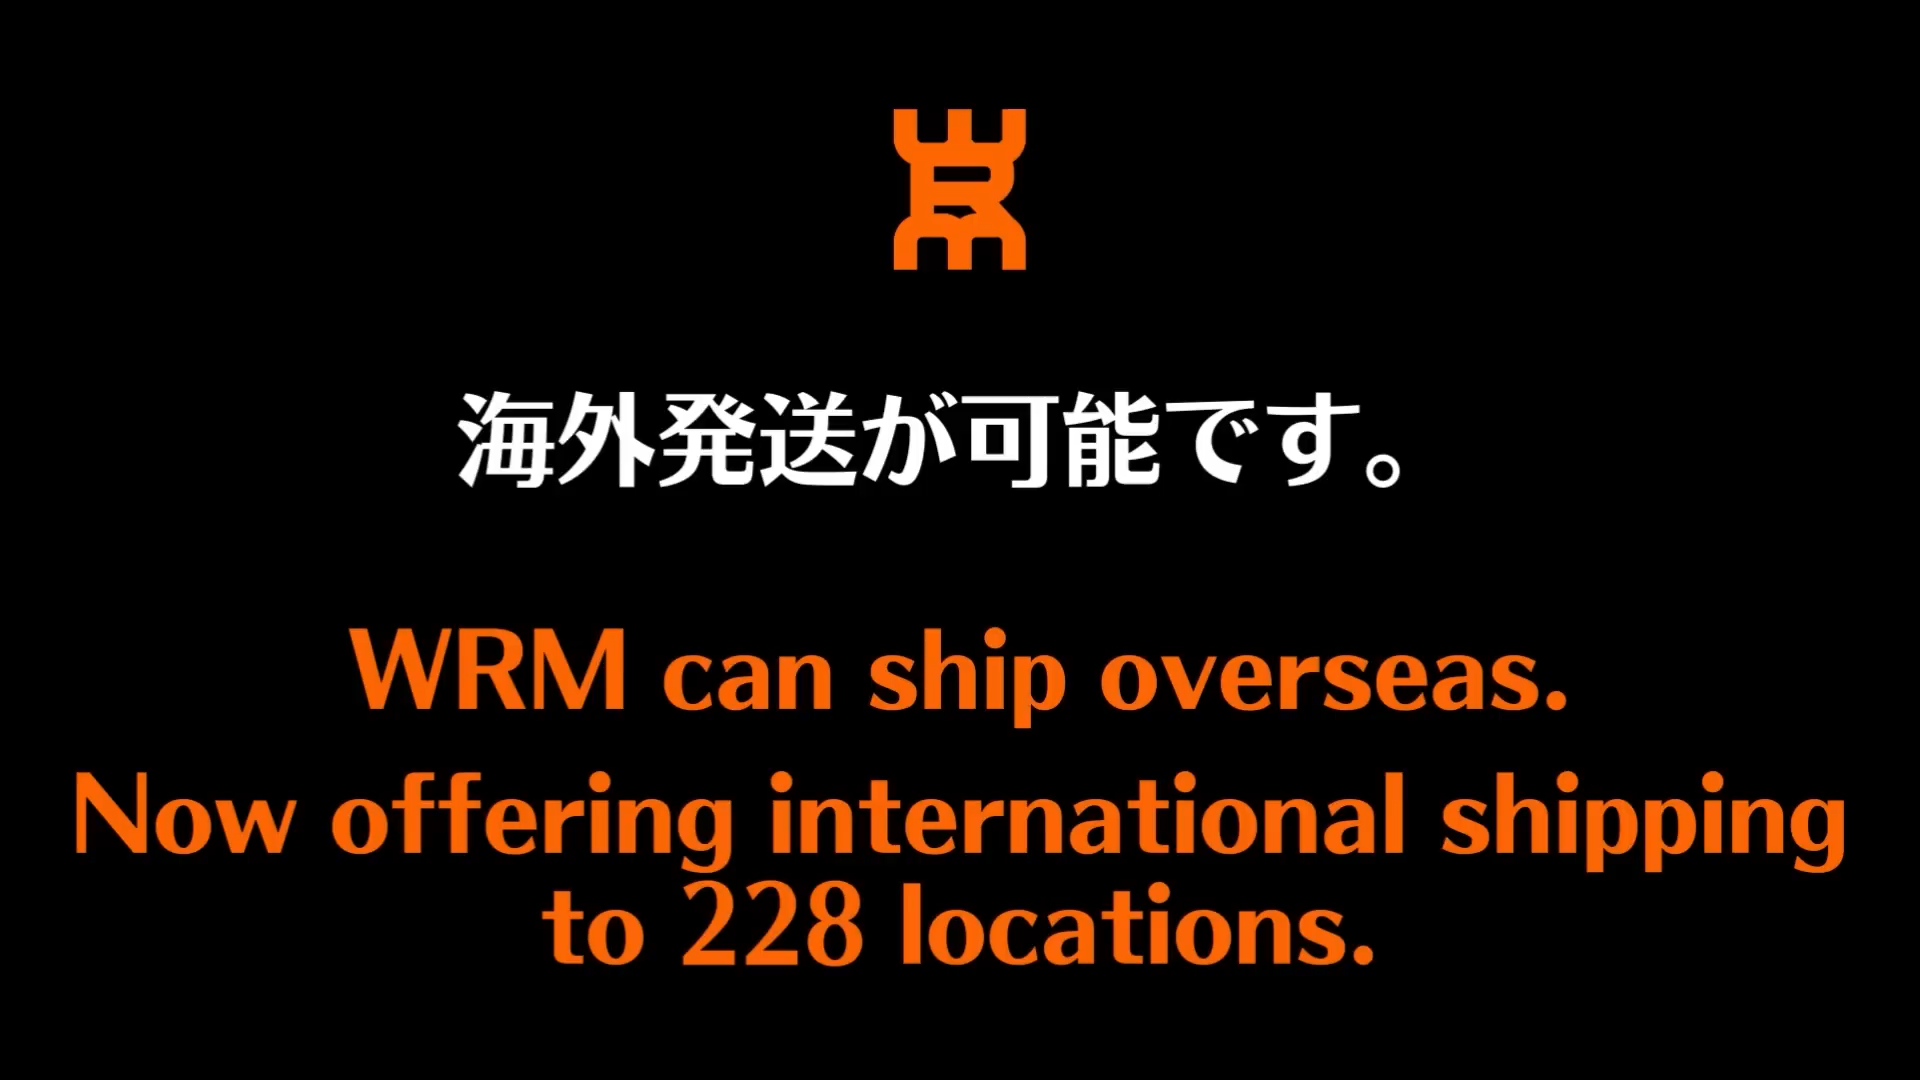 海外発送が可能です。
WRM can ship overseas.
Now offering international shipping
to 228 locations.